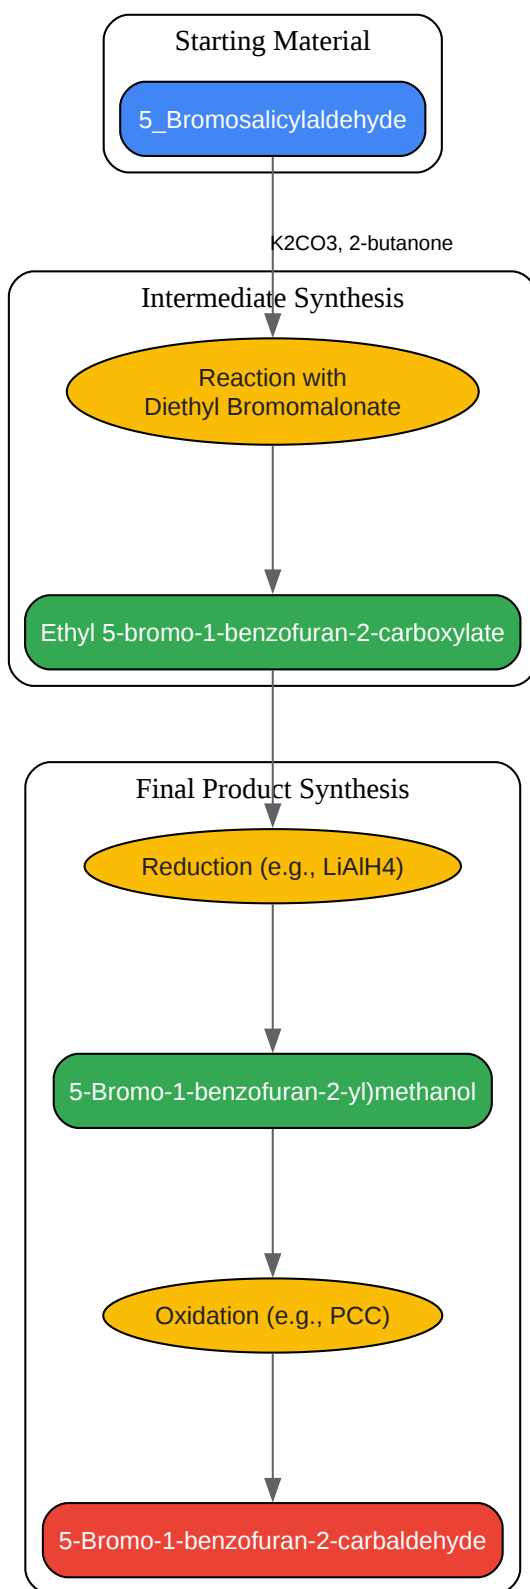 Starting Material
5_Bromosalicylaldehyde
K2CO3, 2-butanone
Intermediate Synthesis
Reaction with
Diethyl Bromomalonate
Ethyl 5-bromo-1-benzofuran-2-carboxylate
Final Product Synthesis
Reduction (e.g., LiAlH4)
5-Bromo-1-benzofuran-2-yl)methanol
Oxidation (e.g., PCC)
5-Bromo-1-benzofuran-2-carbaldehyde